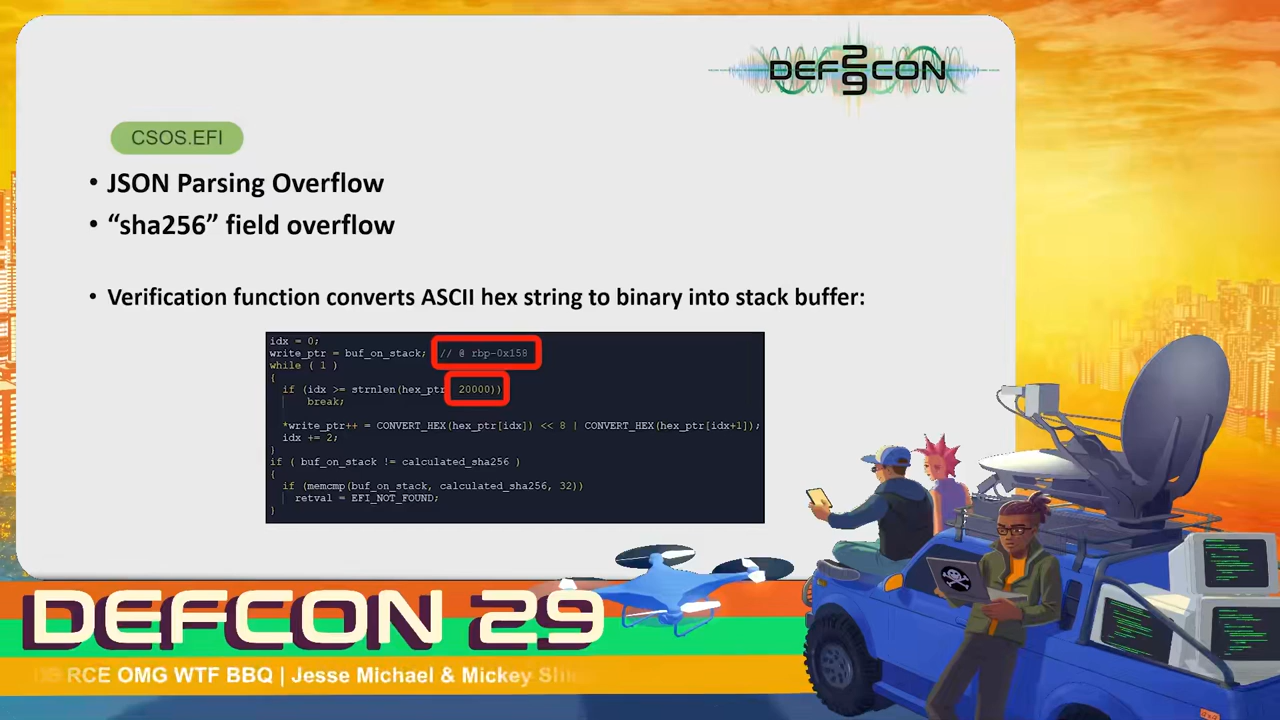 DEF CON
29
CSOS.EFI
• JSON Parsing Overflow
• “sha256” field overflow
• Verification function converts ASCII hex string to binary into stack buffer:
idx = 0;
write_ptr = buf_on_stack; // @ rbp-0x158
while ( 1 )
{
if (idx >= strnlen(hex_ptr 20000))
break;
*write_ptr++ = CONVERT_HEX(hex_ptr[idx]) << 8 | CONVERT_HEX(hex_ptr[idx+1]);
idx += 2;
}
if ( buf_on_stack != calculated_sha256 )
{
if (memcmp(buf_on_stack, calculated_sha256, 32))
retval = EFI_NOT_FOUND;
}
DEFCON 29
RCE OMG WTF BBQ | Jesse Michael & Mickey